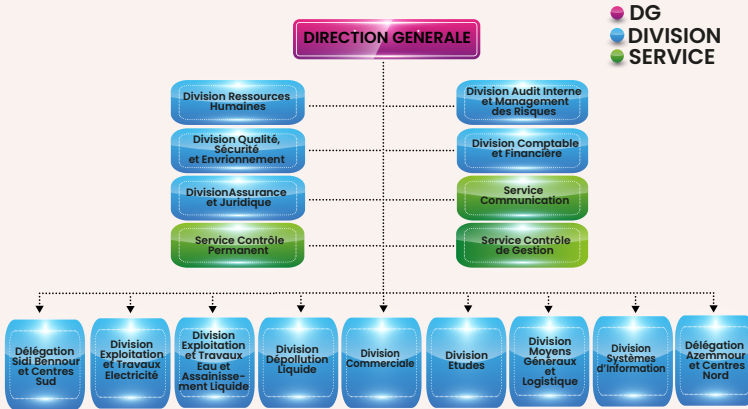 DG
DIVISION
SERVICE
DIRECTION GENERALE
Division Ressources
Humaines
Division Audit Interne
et Management
des Risques
Division Qualité,
Sécurité
et Envrionnement
Division Comptable
et Financière
DivisionAssurance
et Juridique
Service
Communication
Service Contrôle
Permanent
Service Contrôle
de Gestion
Délégation
Sidi Bennour
et Centres
Sud
Division
Exploitation
et Travaux
Electricité
Division
Exploitation
et Travaux
Eau et
Assainisse-
ment Liquide
Division
Dépollution
Liquide
Division
Commerciale
Division
Etudes
Division
Moyens
Généraux
et
Logistique
Division
Systèmes
d'Information
Délégation
Azemmour
et Centres
Nord